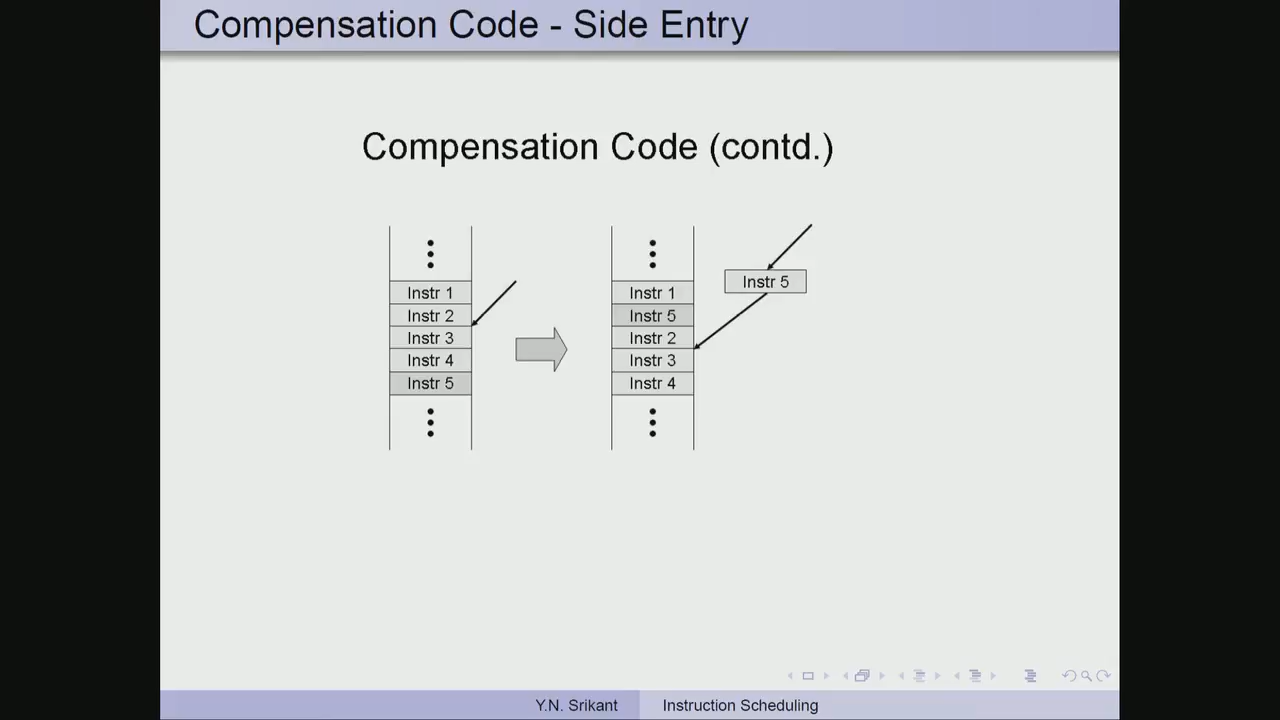 Compensation Code - Side Entry
Compensation Code (contd.)
Instr 1
Instr 2
Instr 3
Instr 4
Instr 5
Instr 1
Instr 5
Instr 2
Instr 3
Instr 4
Instr 5
Y.N. Srikant
Instruction Scheduling